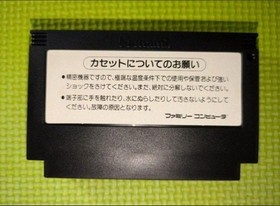 カセットについてのお願い
●精密機器ですので、極端な温度条件下での使用や保管および強い
ショックをさけてください。また、絶対に分解しないでください。
●端子部に手を触れたり、水にぬらしたりして汚さないようにして
ください。故障の原因となります。
ファミリー コンピュータ